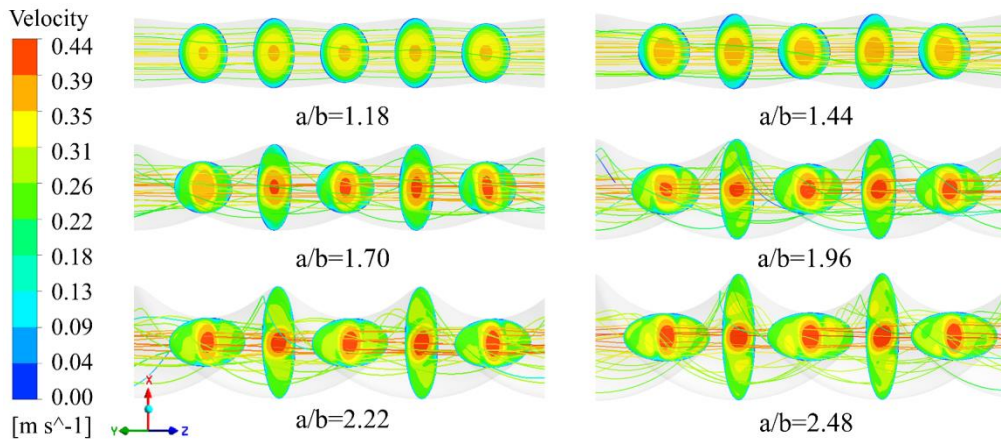 Velocity
0.44
0.39
0.35
0.31
0.26
0.22
0.18
0.13
0.09
0.04
0.00
[m s^-1]
a/b=1.18
a/b=1.44
a/b=1.70
a/b=1.96
a/b=2.22
a/b=2.48
X
Y
Z